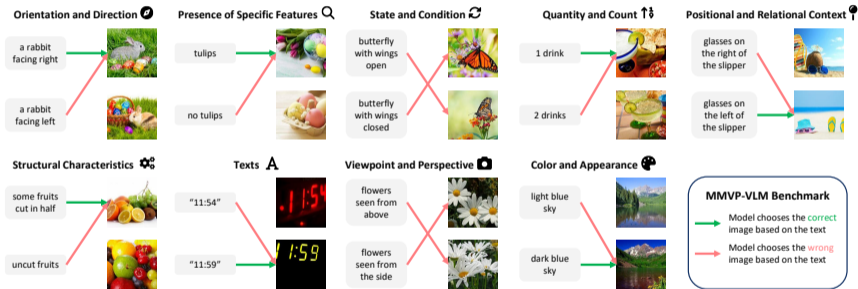 Orientation and Direction
a rabbit
facing right
a rabbit
facing left
Presence of Specific Features
tulips
no tulips
State and Condition
butterfly
with wings
open
butterfly
with wings
closed
Quantity and Count
1 drink
2 drinks
Positional and Relational Context
glasses on
the right of
the slipper
glasses on
the left of
the slipper
Structural Characteristics
some fruits
cut in half
uncut fruits
Texts
A
"11:54"
11:54
"11:59"
11:59
Viewpoint and Perspective
flowers
seen from
above
flowers
seen from
the side
Color and Appearance
light blue
sky
dark blue
sky
MMVP-VLM Benchmark
Model chooses the correct
image based on the text
Model chooses the wrong
image based on the text